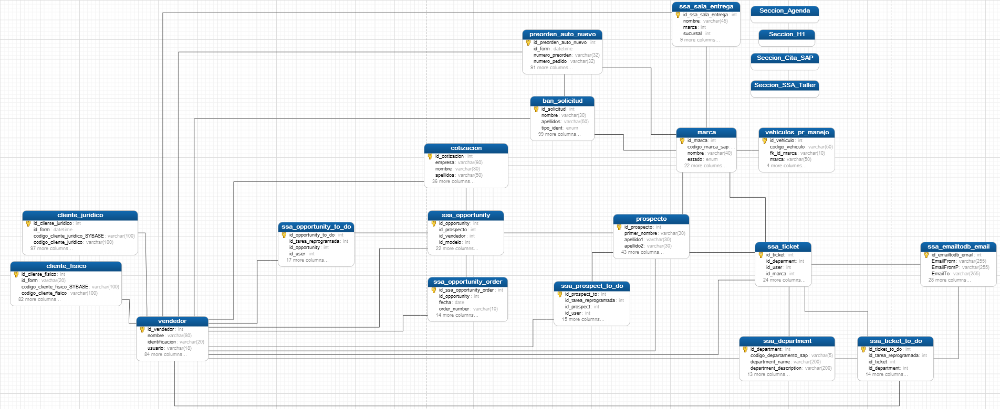 ssa_sala_entrega
id_ssa_sala_entrega : int
nombre : varchar(45)
marca : int
sucursal : int
9 more columns...
Seccion_Agenda
Seccion_H1
Seccion_Cita_SAP
Seccion_SSA_Taller
preorden_auto_nuevo
id_preorden_auto_nuevo : int
id_form : datetime
numero_preorden : varchar(32)
numero_pedido : varchar(32)
91 more columns...
ban_solicitud
id_solicitud : int
nombre : varchar(30)
apellidos : varchar(50)
tipo_ident : enum
99 more columns...
marca
id_marca : int
codigo_marca_sap :...
nombre : varchar(40)
estado : enum
22 more columns...
vehiculos_pr_manejo
id_vehiculo : int
codigo_vehiculo : varchar(50)
fk_id_marca : varchar(10)
marca : varchar(50)
4 more columns...
cotizacion
id_cotizacion : int
empresa : varchar(60)
nombre : varchar(30)
apellidos : varchar(50)
36 more columns...
cliente_juridico
id_cliente_juridico : int
id_form : datetime
codigo_cliente_juridico_SYBASE : varchar(100)
codigo_cliente_juridico : varchar(100)
97 more columns...
ssa_opportunity_to_do
id_opportunity_to_do : int
id_tarea_reprogramada : int
id_opportunity : int
id_user : int
17 more columns...
ssa_opportunity
id_opportunity : int
id_prospecto : int
id_vendedor : int
id_modelo : int
22 more columns...
prospecto
id_prospecto : int
primer_nombre : varchar(30)
apellido1 : varchar(30)
apellido2 : varchar(30)
43 more columns...
ssa_ticket
id_ticket : int
id_deparment : int
id_user : int
id_marca : int
24 more columns...
ssa_emailtodb_email
id_emailtodb_email : int
EmailFrom : varchar(255)
EmailFromP : varchar(255)
EmailTo : varchar(255)
28 more columns...
cliente_fisico
id_cliente_fisico : int
id_form : varchar(20)
codigo_cliente_fisico_SYBASE : varchar(100)
codigo_cliente_fisico : varchar(100)
82 more columns...
ssa_opportunity_order
id_ssa_opportunity_order : int
id_opportunity : int
fecha : date
order_number : varchar(10)
14 more columns...
ssa_prospect_to_do
id_prospect_to : int
id_tarea_reprogramada : int
id_prospect : int
id_user : int
15 more columns...
vendedor
id_vendedor : int
nombre : varchar(80)
identificacion : varchar(20)
usuario : varchar(18)
84 more columns...
ssa_department
id_department : int
codigo_departamento_sap : varchar(5)
department_name : varchar(200)
department_description : varchar(200)
13 more columns...
ssa_ticket_to_do
id_ticket_to_do : int
id_tarea_reprogramada : int
id_ticket : int
id_department : int
14 more columns...